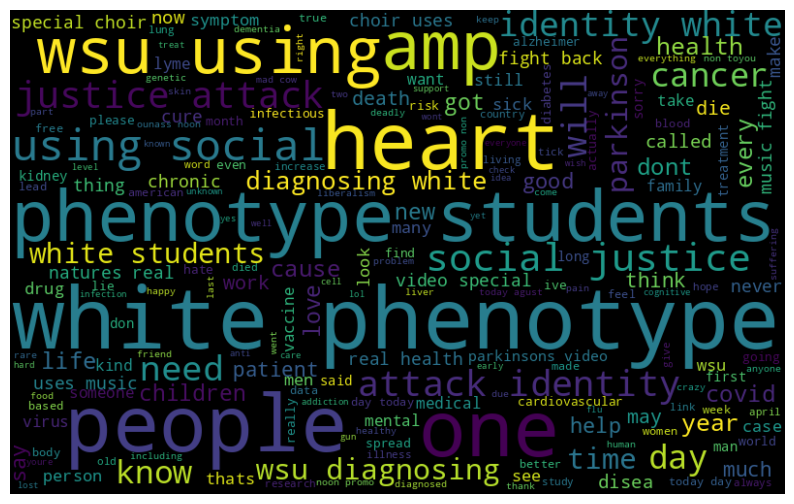 special choir now symptom choir uses identity white
wsu using amp
lung true keep dementia
lyme treat right alzheimer fight back health
genetic mad cow want still everything non toyou make
justice attack skin two death got sick diabetes cancer
cure support risk deadly will parkinson sorry take die
part ounass noon please month infectious country away actually blood
free promo non wont called every music fight
using social known word even heart everyone living tick wish treatment
kidney level increase check idea dont
thing chronic diagnosing white good family
lead american unknown liberalism come
phenotype students
yes well new many yet
white students cause look find social justice
natures real hate died problem long suffering
drug lie work last cell video special ive think never
infection happy love vaccine lol liver today agust pain feel cognitive hope
don
white phenotype
rare friend anti went care real health parkinsons video early made give going anyone
hard life kind need patient attack identity wsu
uses music someone children men said medical due crazy first covid
food based data cardiovascular link week april
virus people really addiction day today mental one flu help women may year case
say body gun healthy spread human man world
youre old including illness better time day much
person know thats wsu diagnosing see disea
lost research noon promo diagnosed thank study today day always